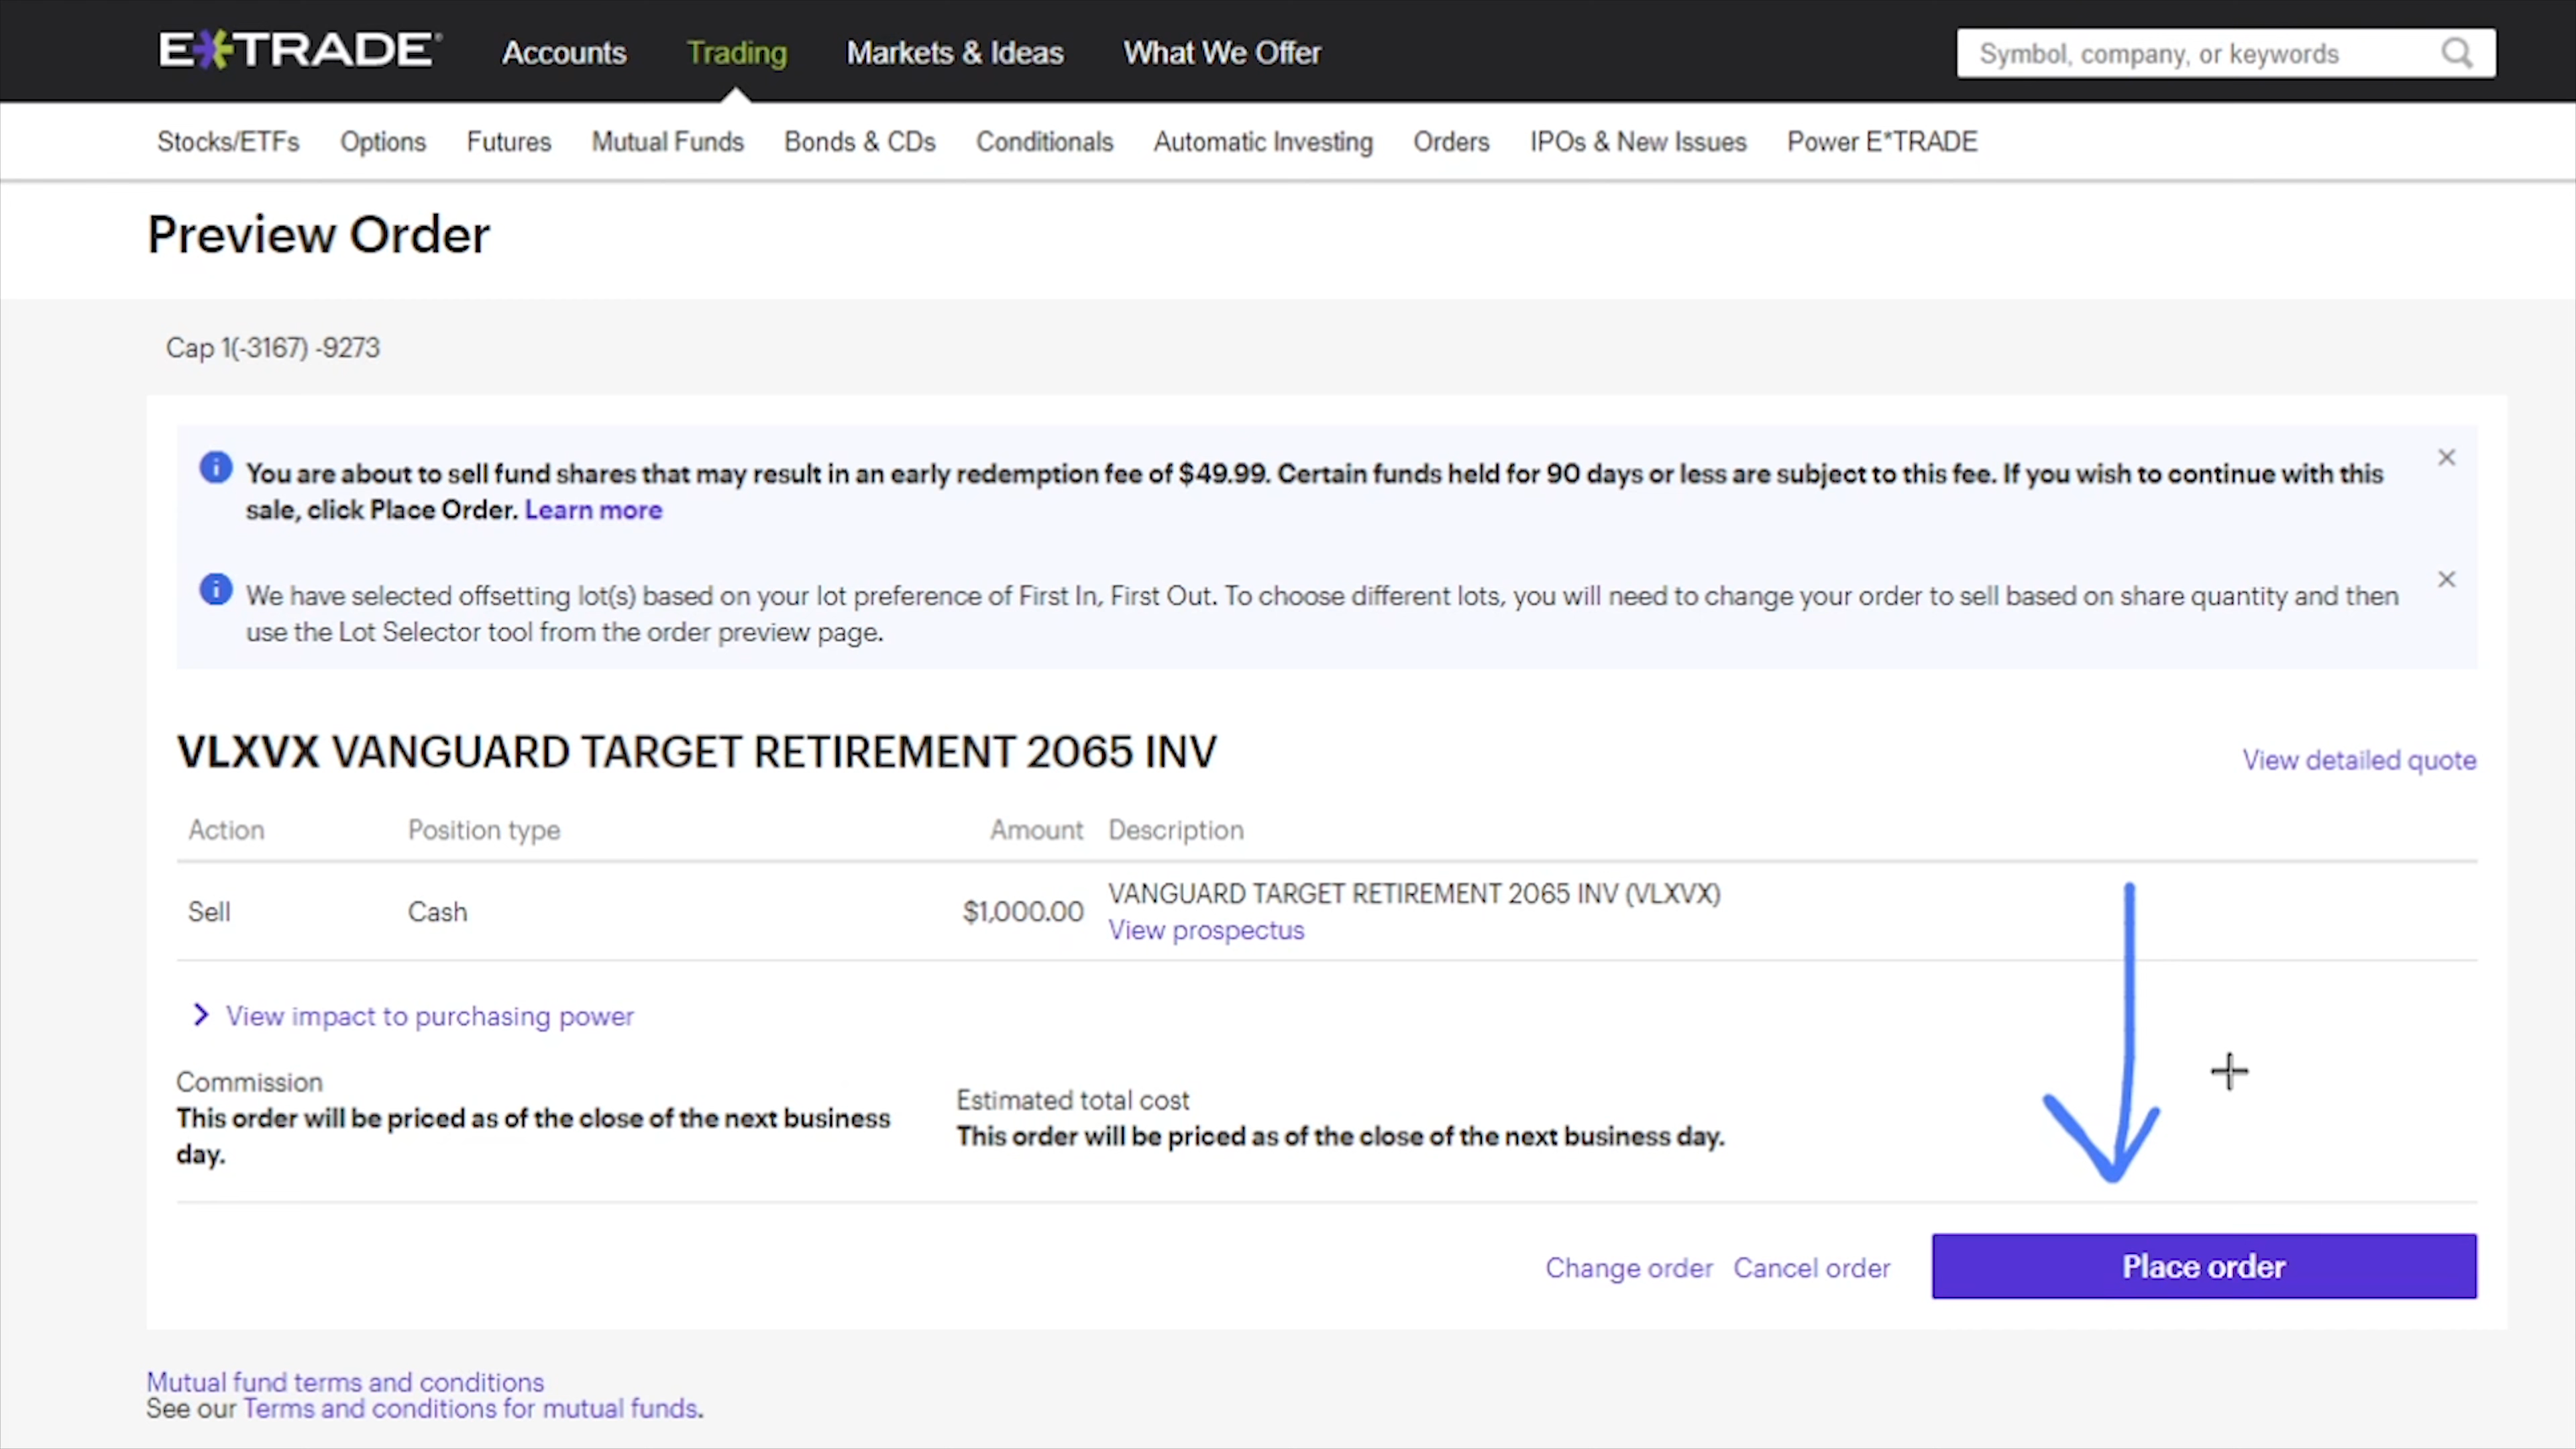 E*TRADE® Accounts Trading Markets & Ideas What We Offer Symbol, company, or keywords
Stocks/ETFs Options Futures Mutual Funds Bonds & CDs Conditionals Automatic Investing Orders IPOs & New Issues Power E*TRADE
Preview Order
Cap 1(-3167) -9273
You are about to sell fund shares that may result in an early redemption fee of $49.99. Certain funds held for 90 days or less are subject to this fee. If you wish to continue with this
sale, click Place Order. Learn more
We have selected offsetting lot(s) based on your lot preference of First In, First Out. To choose different lots, you will need to change your order to sell based on share quantity and then
use the Lot Selector tool from the order preview page.
VLXVX VANGUARD TARGET RETIREMENT 2065 INV
View detailed quote
Action Position type Amount Description
Sell Cash $1,000.00 VANGUARD TARGET RETIREMENT 2065 INV (VLXVX)
View prospectus
View impact to purchasing power
Commission
This order will be priced as of the close of the next business
day.
Estimated total cost
This order will be priced as of the close of the next business day.
Change order Cancel order Place order
Mutual fund terms and conditions
See our Terms and conditions for mutual funds.